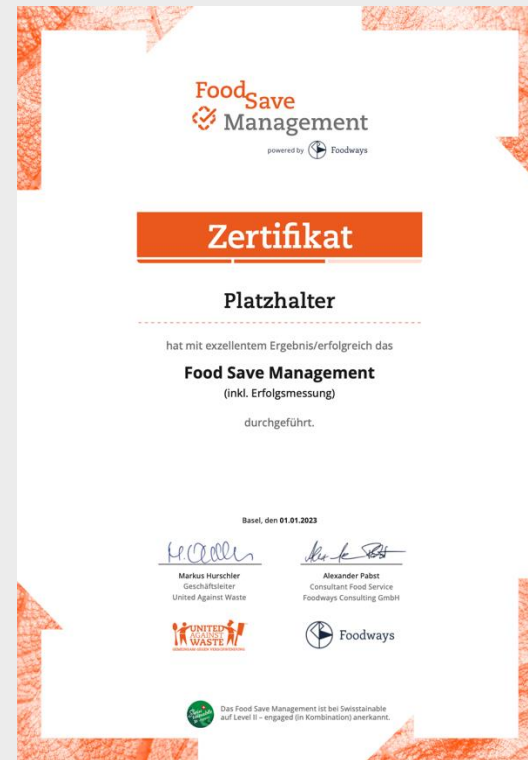 Food Save
Management
powered by Foodways
Zertifikat
Platzhalter
hat mit exzellentem Ergebnis/erfolgreich das
Food Save Management
(inkl. Erfolgsmessung)
durchgeführt.
Basel, den 01.01.2023
Markus Hurschler
Geschäftsleiter
United Against Waste
Alexander Pabst
Consultant Food Service
Foodways Consulting GmbH
UNITED
AGAINST
WASTE
Foodways
Das Food Save Management ist bei Swisstainable
auf Level II – engaged (in Kombination) anerkannt.